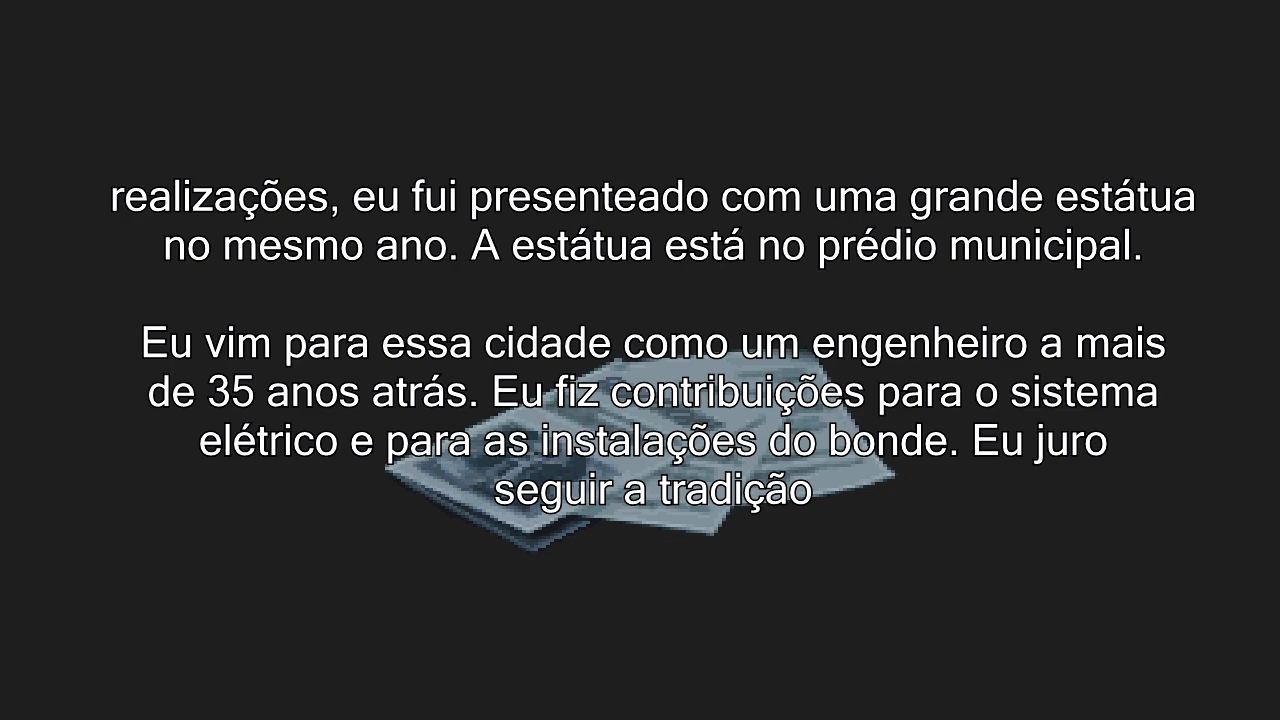 realizações, eu fui presenteado com uma grande estátua
no mesmo ano. A estátua está no prédio municipal.
Eu vim para essa cidade como um engenheiro a mais
de 35 anos atrás. Eu fiz contribuições para o sistema
elétrico e para as instalações do bonde. Eu juro
seguir a tradição